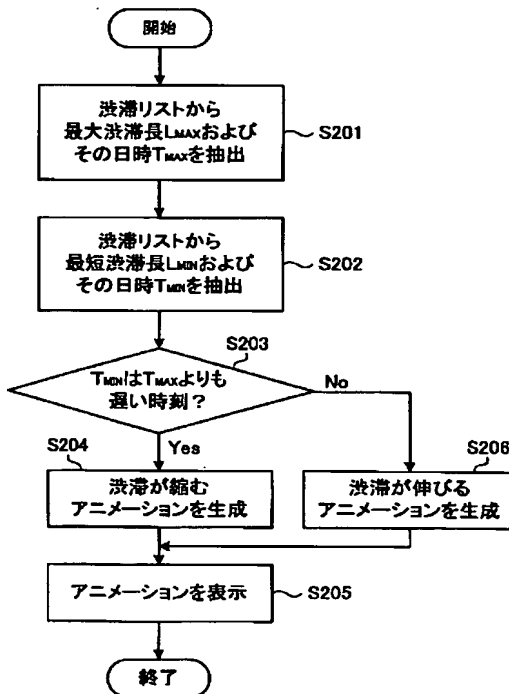 開始
渋滞リストから
最大渋滞長LMAXおよび
その日時TMAXを抽出
S201
渋滞リストから
最短渋滞長LMINおよび
その日時TMINを抽出
S202
S203
TMINはTMAXよりも
遅い時刻？
No
Yes
S204
渋滞が縮む
アニメーションを生成
S206
渋滞が伸びる
アニメーションを生成
アニメーションを表示
S205
終了